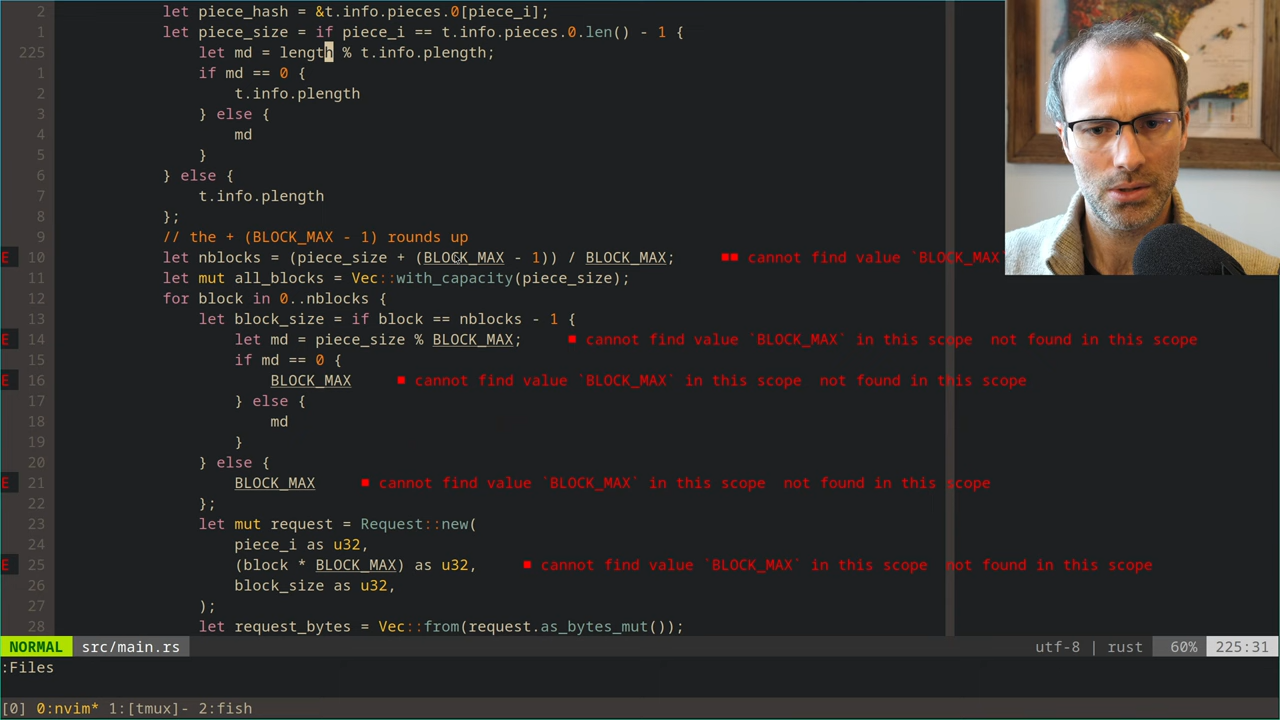 2 let piece_hash = &t.info.pieces.0[piece_i];
1 let piece_size = if piece_i == t.info.pieces.0.len() - 1 {
225 let md = length % t.info.plength;
1 if md == 0 {
2 t.info.plength
3 } else {
4 md
5 }
6 } else {
7 t.info.plength
8 };
9 // the + (BLOCK_MAX - 1) rounds up
E 10 let nblocks = (piece_size + (BLOCK_MAX - 1)) / BLOCK_MAX; ■■ cannot find value `BLOCK_MAX`
11 let mut all_blocks = Vec::with_capacity(piece_size);
12 for block in 0..nblocks {
13 let block_size = if block == nblocks - 1 {
E 14 let md = piece_size % BLOCK_MAX; ■ cannot find value `BLOCK_MAX` in this scope  not found in this scope
15 if md == 0 {
E 16 BLOCK_MAX ■ cannot find value `BLOCK_MAX` in this scope  not found in this scope
17 } else {
18 md
19 }
20 } else {
E 21 BLOCK_MAX ■ cannot find value `BLOCK_MAX` in this scope  not found in this scope
22 };
23 let mut request = Request::new(
24 piece_i as u32,
E 25 (block * BLOCK_MAX) as u32, ■ cannot find value `BLOCK_MAX` in this scope  not found in this scope
26 block_size as u32,
27 );
28 let request_bytes = Vec::from(request.as_bytes_mut());
NORMAL src/main.rs utf-8 | rust 60% 225:31
:Files
[0] 0:nvim* 1:[tmux]- 2:fish